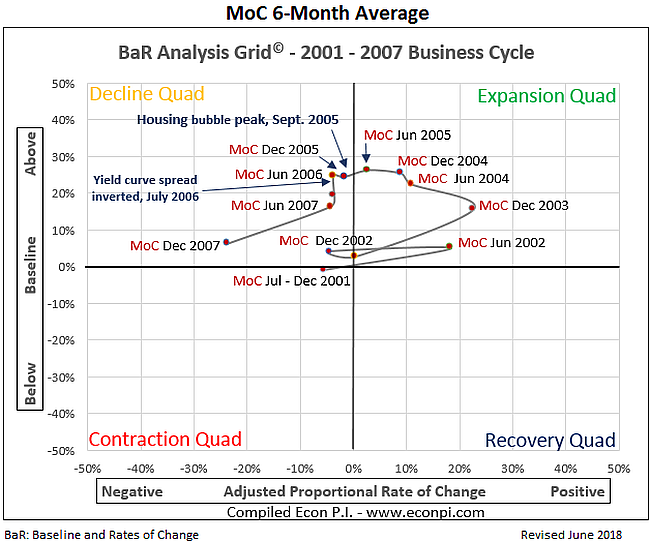 MoC 6-Month Average
BaR Analysis Grid© - 2001 - 2007 Business Cycle
50%
Decline Quad
Expansion Quad
40%
Housing bubble peak, Sept. 2005
MoC Jun 2005
Above
30%
MoC Dec 2005
MoC Dec 2004
MoC Jun 2006
MoC Jun 2004
Yield curve spread
inverted, July 2006
20%
MoC Jun 2007
MoC Dec 2003
10%
MoC Dec 2007
MoC Dec 2002
MoC Jun 2002
Baseline
0%
MoC Jul - Dec 2001
-10%
-20%
-30%
Below
-40%
Contraction Quad
Recovery Quad
-50%
-50% -40% -30% -20% -10% 0% 10% 20% 30% 40% 50%
Negative Adjusted Proportional Rate of Change Positive
Compiled Econ P.I. - www.econpi.com
BaR: Baseline and Rates of Change
Revised June 2018